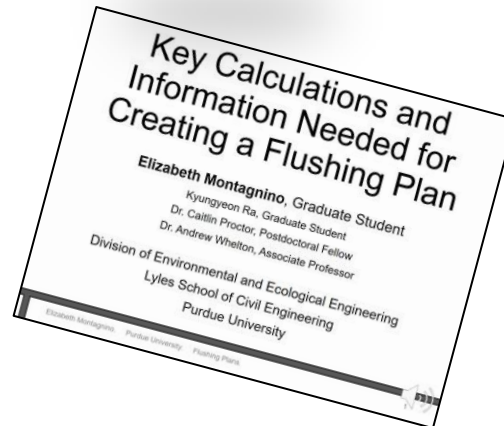 Key Calculations and
Information Needed for
Creating a Flushing Plan
Elizabeth Montagnino, Graduate Student
Kyungyeon Ra, Graduate Student
Dr. Caitlin Proctor, Postdoctoral Fellow
Dr. Andrew Whelton, Associate Professor
Division of Environmental and Ecological Engineering
Lyles School of Civil Engineering
Purdue University
Elizabeth Montagnino Purdue University Flushing Plans